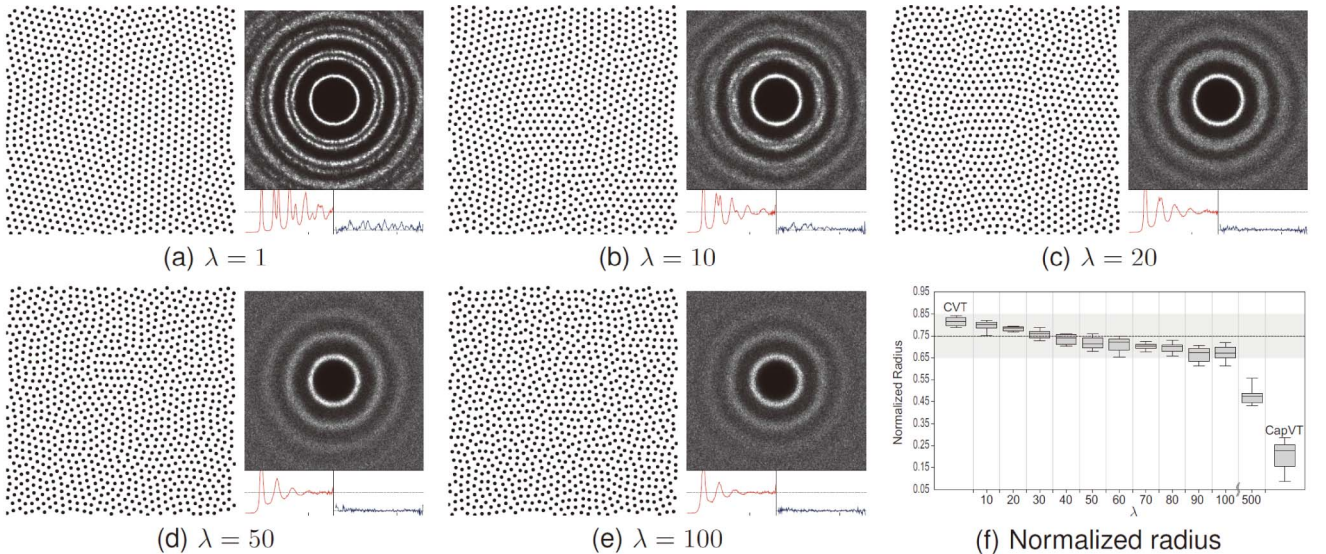 (a) λ = 1
(b) λ = 10
(c) λ = 20
(d) λ = 50
(e) λ = 100
0.95
0.85
0.75
0.65
0.55
0.45
0.35
0.25
0.15
0.05
Normalized Radius
CVT
CapVT
10 20 30 40 50 60 70 80 90 100 500
λ
(f) Normalized radius